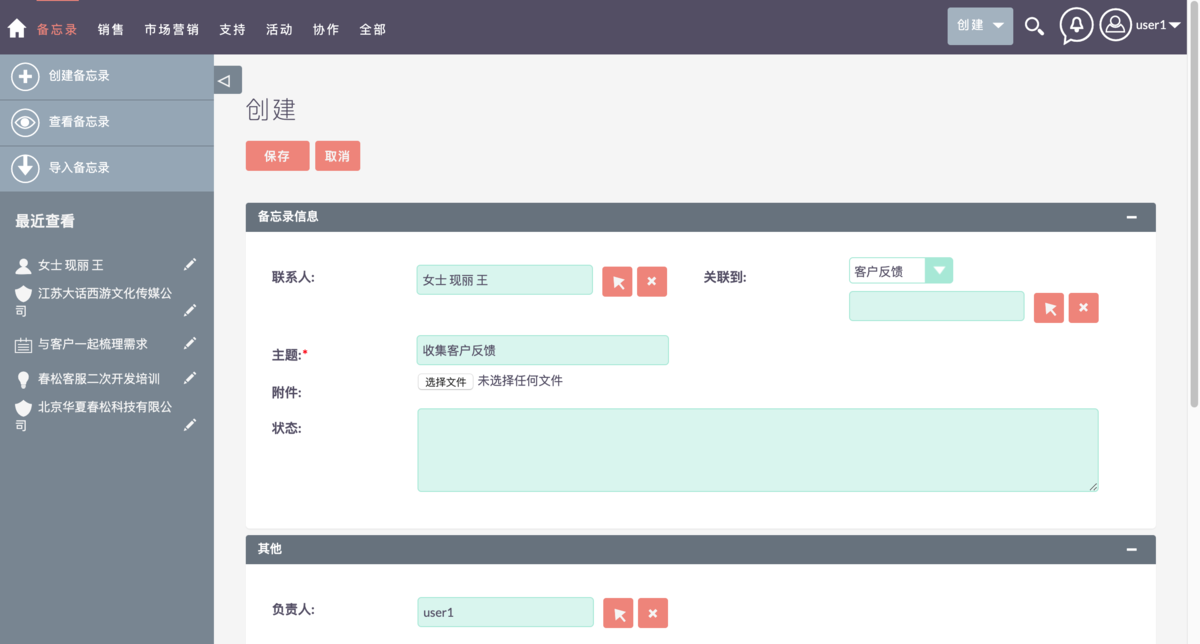 备忘录 销售 市场营销 支持 活动 协作 全部 创建 user1
创建备忘录
查看备忘录
导入备忘录
最近查看
女士 现丽 王
江苏大话西游文化传媒公
司
与客户一起梳理需求
春松客服二次开发培训
北京华夏春松科技有限公
司
创建
保存 取消
备忘录信息
联系人: 女士 现丽 王 关联到: 客户反馈
主题:* 收集客户反馈
附件: 选择文件 未选择任何文件
状态:
其他
负责人: user1